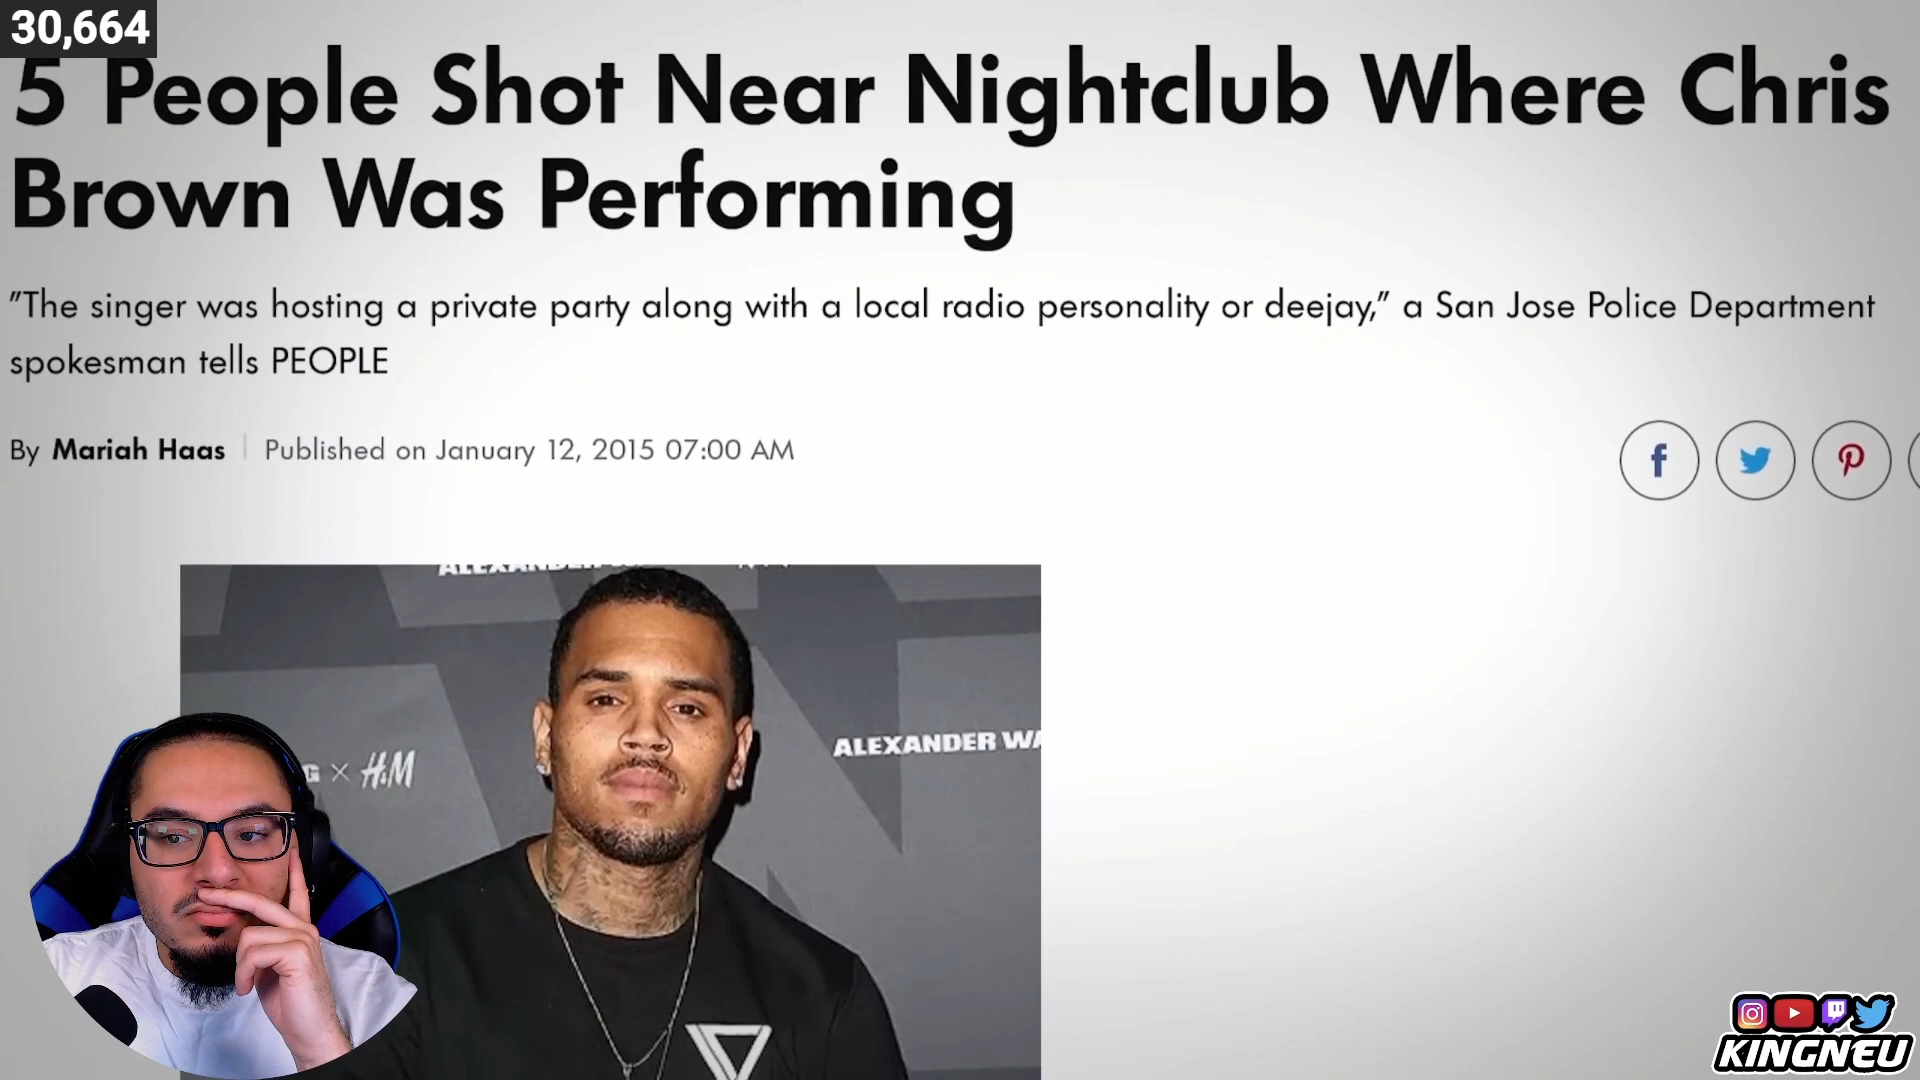 30,664
5 People Shot Near Nightclub Where Chris
Brown Was Performing
"The singer was hosting a private party along with a local radio personality or deejay," a San Jose Police Department
spokesman tells PEOPLE
By Mariah Haas | Published on January 12, 2015 07:00 AM
G × H&M
ALEXANDER WA
KINGNEU